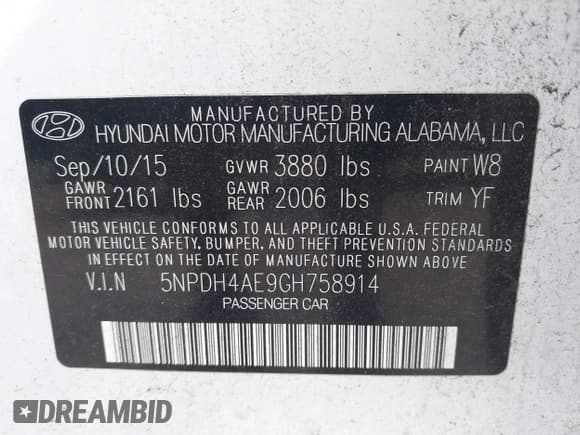 MANUFACTURED BY
HYUNDAI MOTOR MANUFACTURING ALABAMA, LLC
Sep/10/15 GVWR 3880 lbs PAINT W8
GAWR FRONT 2161 lbs GAWR REAR 2006 lbs TRIM YF
THIS VEHICLE CONFORMS TO ALL APPLICABLE U.S.A. FEDERAL
MOTOR VEHICLE SAFETY, BUMPER, AND THEFT PREVENTION STANDARDS
IN EFFECT ON THE DATE OF MANUFACTURE SHOWN ABOVE.
V.I.N 5NPDH4AE9GH758914
PASSENGER CAR
DREAMBID